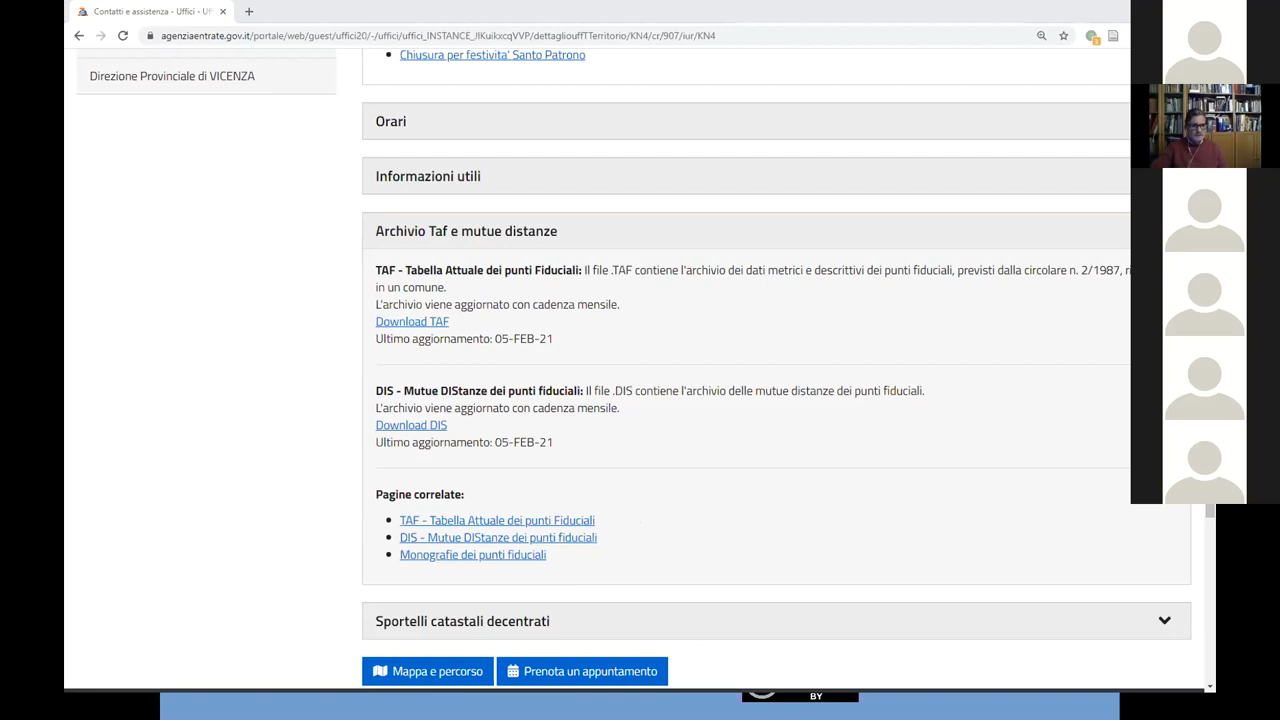 Contatti e assistenza - Uffici - U
agenziaentrate.gov.it/portale/web/guest/uffici20/-/uffici/uffici_INSTANCE_JlKuikxcqVVP/dettagliouffTTerritorio/KN4/cr/907/iur/KN4
Chiusura per festivita' Santo Patrono
Direzione Provinciale di VICENZA
Orari
Informazioni utili
Archivio Taf e mutue distanze
TAF - Tabella Attuale dei punti Fiduciali: Il file .TAF contiene l'archivio dei dati metrici e descrittivi dei punti fiduciali, previsti dalla circolare n. 2/1987,
in un comune.
L'archivio viene aggiornato con cadenza mensile.
Download TAF
Ultimo aggiornamento: 05-FEB-21
DIS - Mutue DIStanze dei punti fiduciali: Il file .DIS contiene l'archivio delle mutue distanze dei punti fiduciali.
L'archivio viene aggiornato con cadenza mensile.
Download DIS
Ultimo aggiornamento: 05-FEB-21
Pagine correlate:
TAF - Tabella Attuale dei punti Fiduciali
DIS - Mutue DIStanze dei punti fiduciali
Monografie dei punti fiduciali
Sportelli catastali decentrati
Mappa e percorso
Prenota un appuntamento
BY